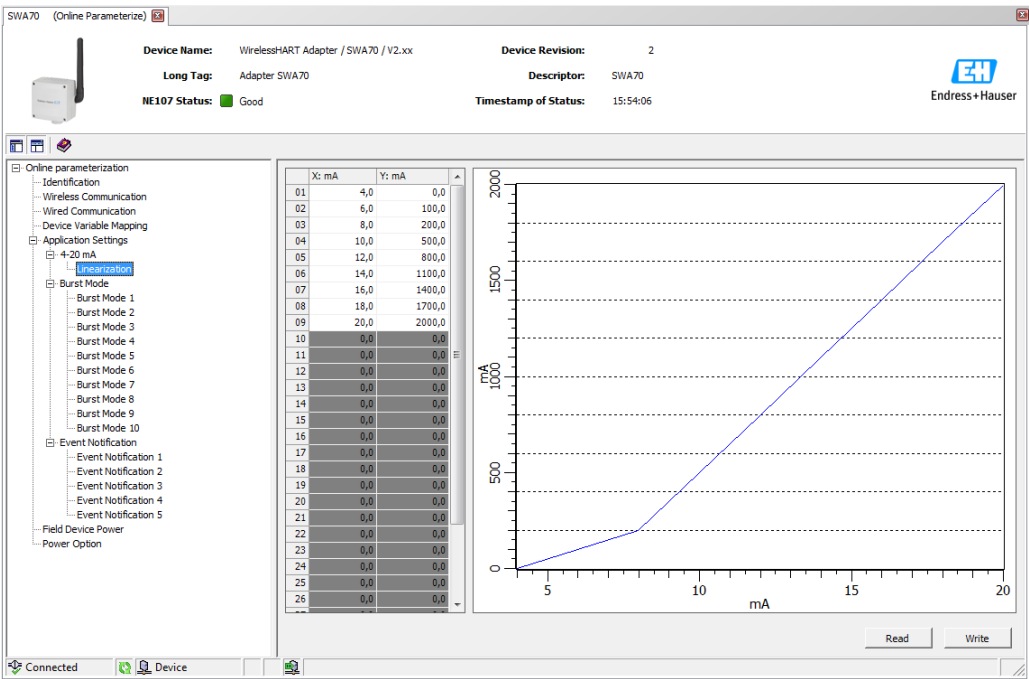 SWA70 (Online Parameterize)
Device Name: WirelessHART Adapter / SWA70 / V2.xx Device Revision: 2
Long Tag: Adapter SWA70 Descriptor: SWA70
NE107 Status: Good Timestamp of Status: 15:54:06
EH
Endress+Hauser
Online parameterization
Identification
Wireless Communication
Wired Communication
Device Variable Mapping
Application Settings
4-20 mA
Linearization
Burst Mode
Burst Mode 1
Burst Mode 2
Burst Mode 3
Burst Mode 4
Burst Mode 5
Burst Mode 6
Burst Mode 7
Burst Mode 8
Burst Mode 9
Burst Mode 10
Event Notification
Event Notification 1
Event Notification 2
Event Notification 3
Event Notification 4
Event Notification 5
Field Device Power
Power Option
X: mA Y: mA
01 4,0 0,0
02 6,0 100,0
03 8,0 200,0
04 10,0 500,0
05 12,0 800,0
06 14,0 1100,0
07 16,0 1400,0
08 18,0 1700,0
09 20,0 2000,0
10 0,0 0,0
11 0,0 0,0
12 0,0 0,0
13 0,0 0,0
14 0,0 0,0
15 0,0 0,0
16 0,0 0,0
17 0,0 0,0
18 0,0 0,0
19 0,0 0,0
20 0,0 0,0
21 0,0 0,0
22 0,0 0,0
23 0,0 0,0
24 0,0 0,0
25 0,0 0,0
26 0,0 0,0
2000
1500
1000
500
0
mA
5 10 15 20
mA
Read Write
Connected Device